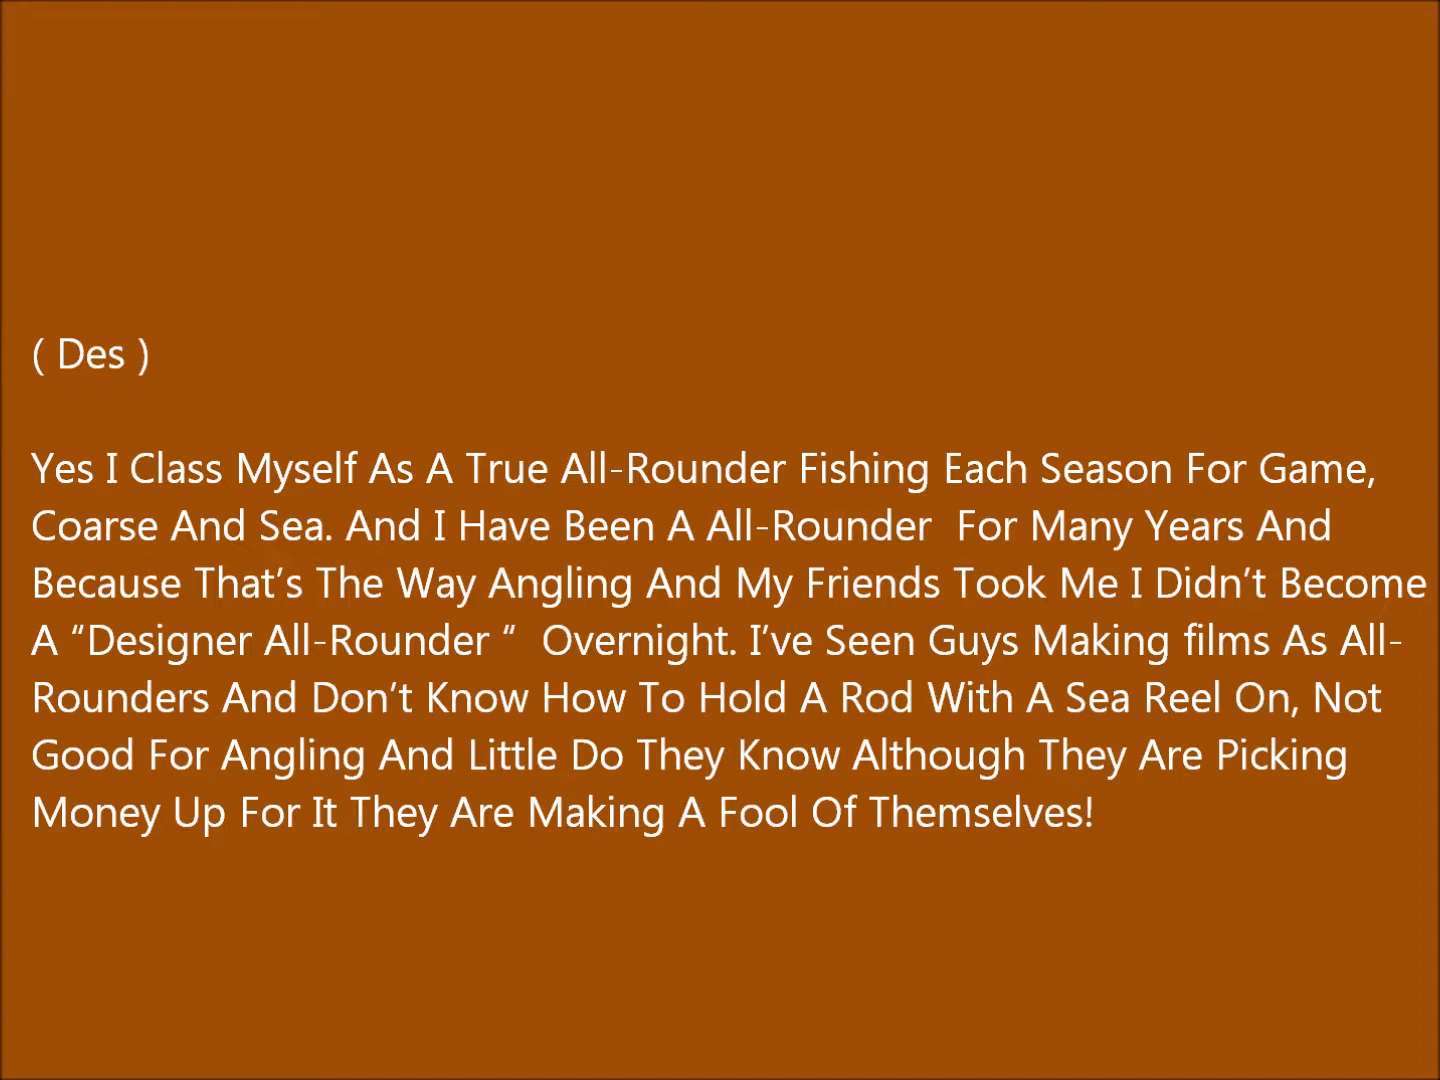 ( Des )
Yes I Class Myself As A True All-Rounder Fishing Each Season For Game,
Coarse And Sea. And I Have Been A All-Rounder  For Many Years And
Because That’s The Way Angling And My Friends Took Me I Didn’t Become
A “Designer All-Rounder “  Overnight. I’ve Seen Guys Making films As All-
Rounders And Don’t Know How To Hold A Rod With A Sea Reel On, Not
Good For Angling And Little Do They Know Although They Are Picking
Money Up For It They Are Making A Fool Of Themselves!